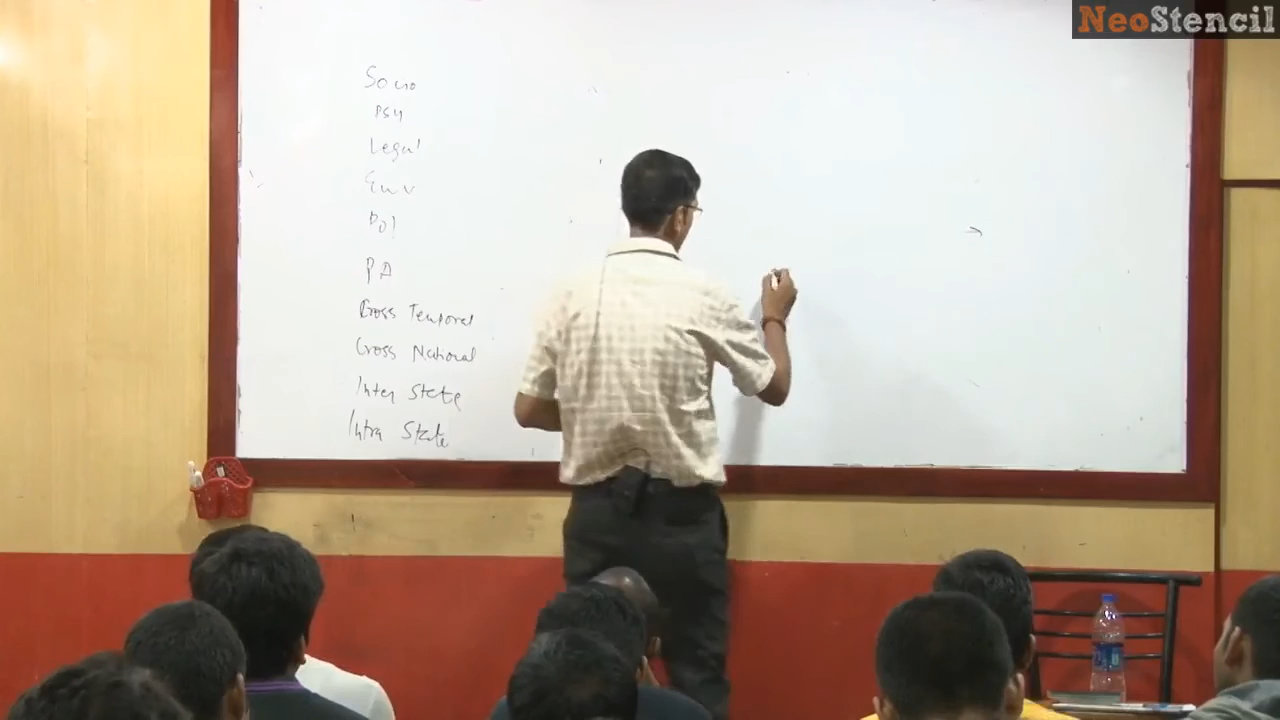 NeoStencil
Socio
Psy
Legal
Env
Pol
PA
Cross Temporal
Cross National
Inter State
Intra State